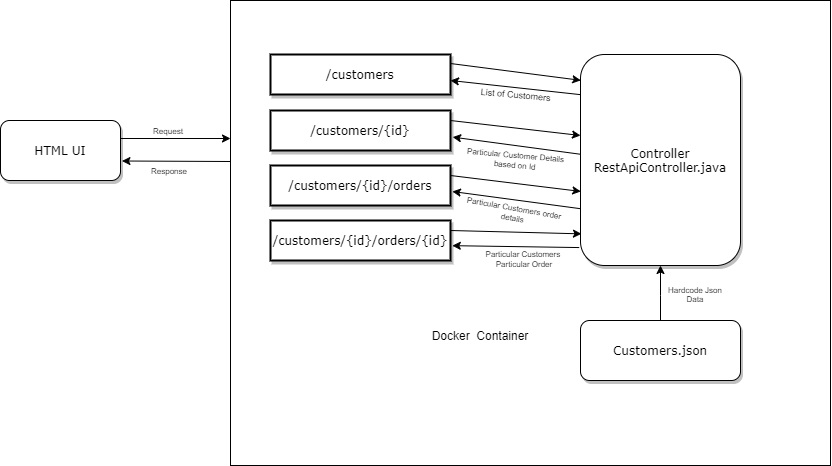 /customers
List of Customers
/customers/{id}
Request
HTML UI
Response
Particular Customer Details
based on Id
Controller
RestApiController.java
/customers/{id}/orders
Particular Customers order
details
/customers/{id}/orders/{id}
Particular Customers
Particular Order
Hardcode Json
Data
Docker Container
Customers.json